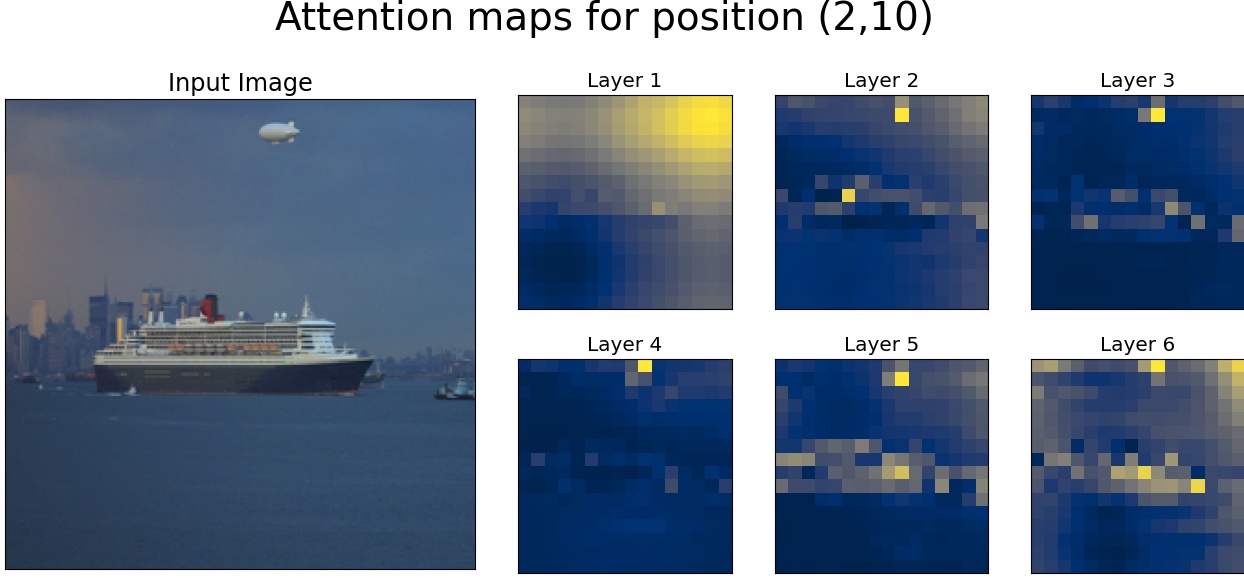 Attention maps for position (2,10)
Input Image
Layer 1
Layer 2
Layer 3
Layer 4
Layer 5
Layer 6